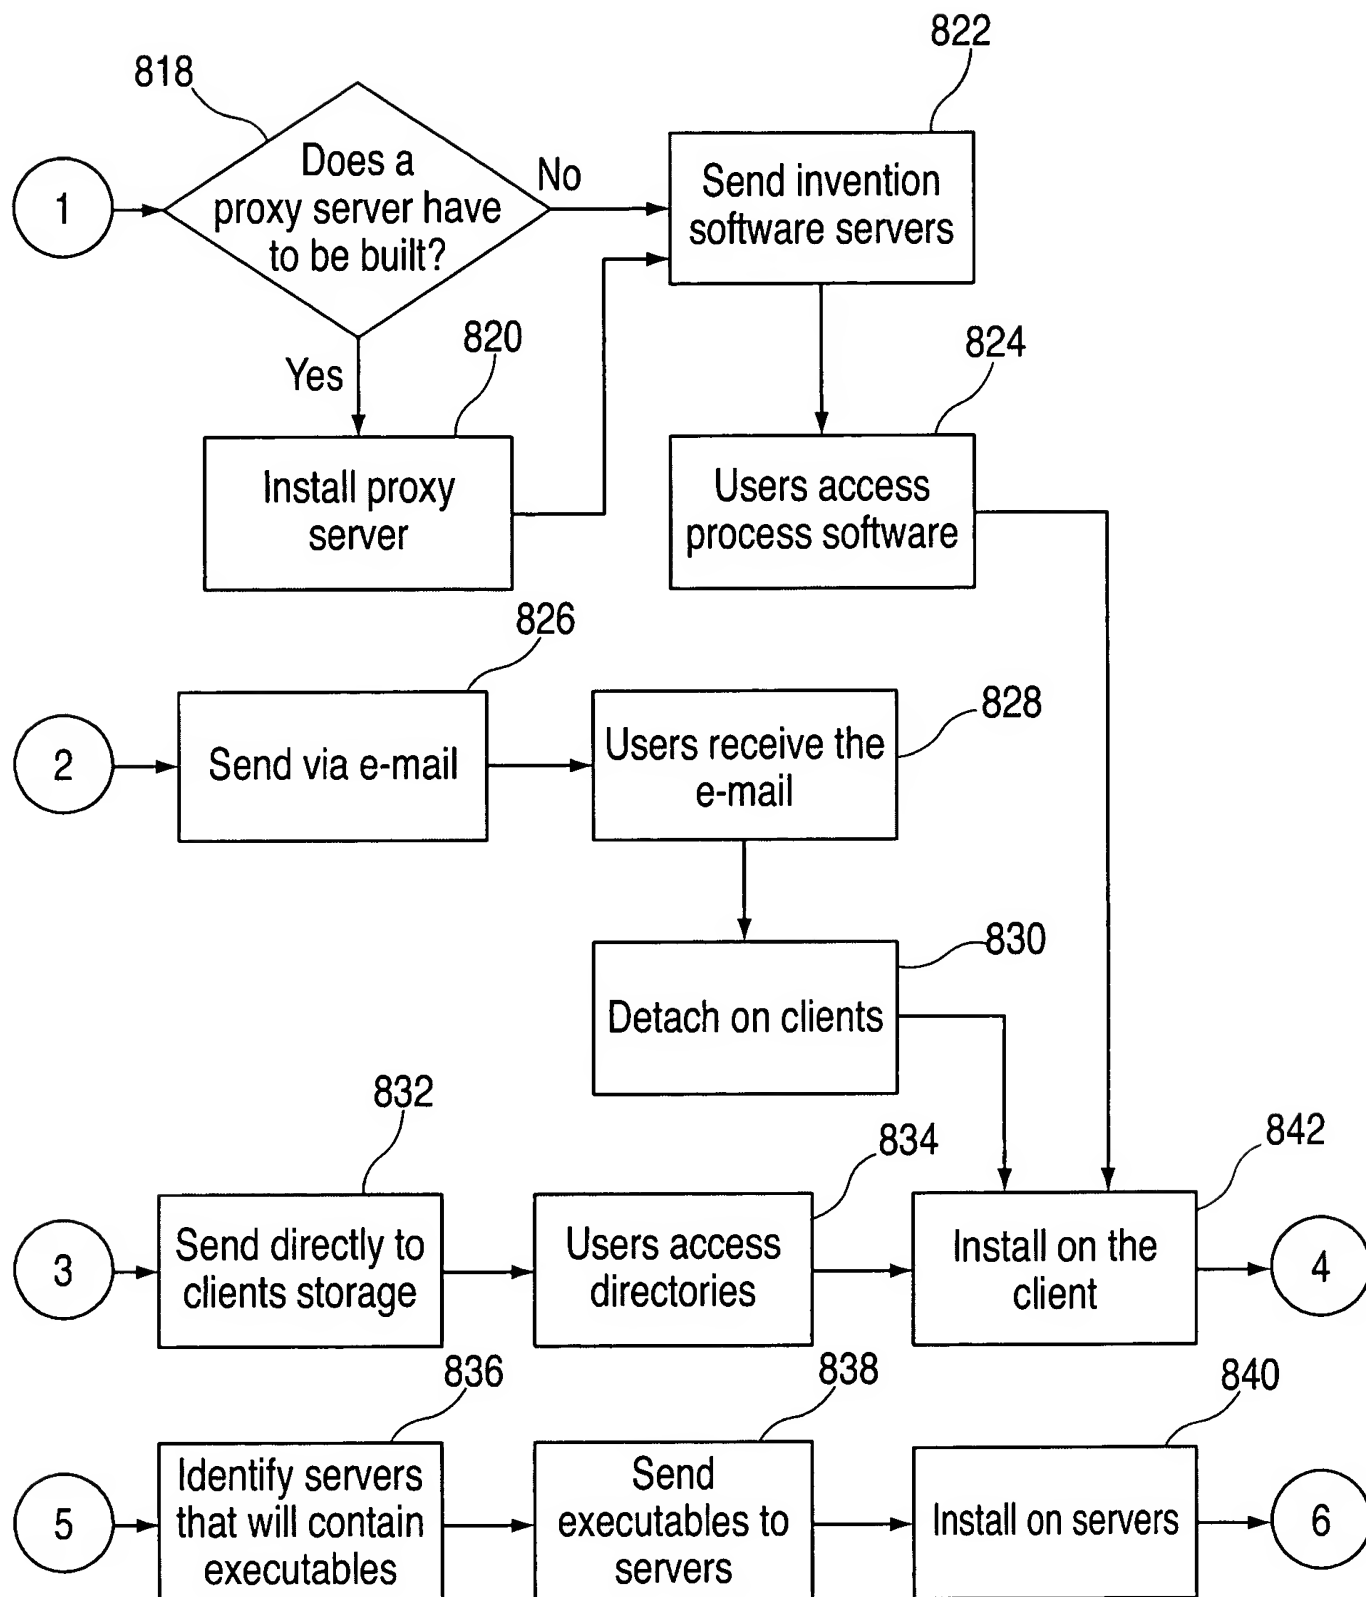 822
818
Does a
proxy server have
to be built?
No
Send invention
software servers
1
820
824
Yes
Install proxy
server
Users access
process software
826
828
2
Send via e-mail
Users receive the
e-mail
830
Detach on clients
832
834
842
3
Send directly to
clients storage
Users access
directories
Install on the
client
4
836
838
840
5
Identify servers
that will contain
executables
Send
executables to
servers
Install on servers
6